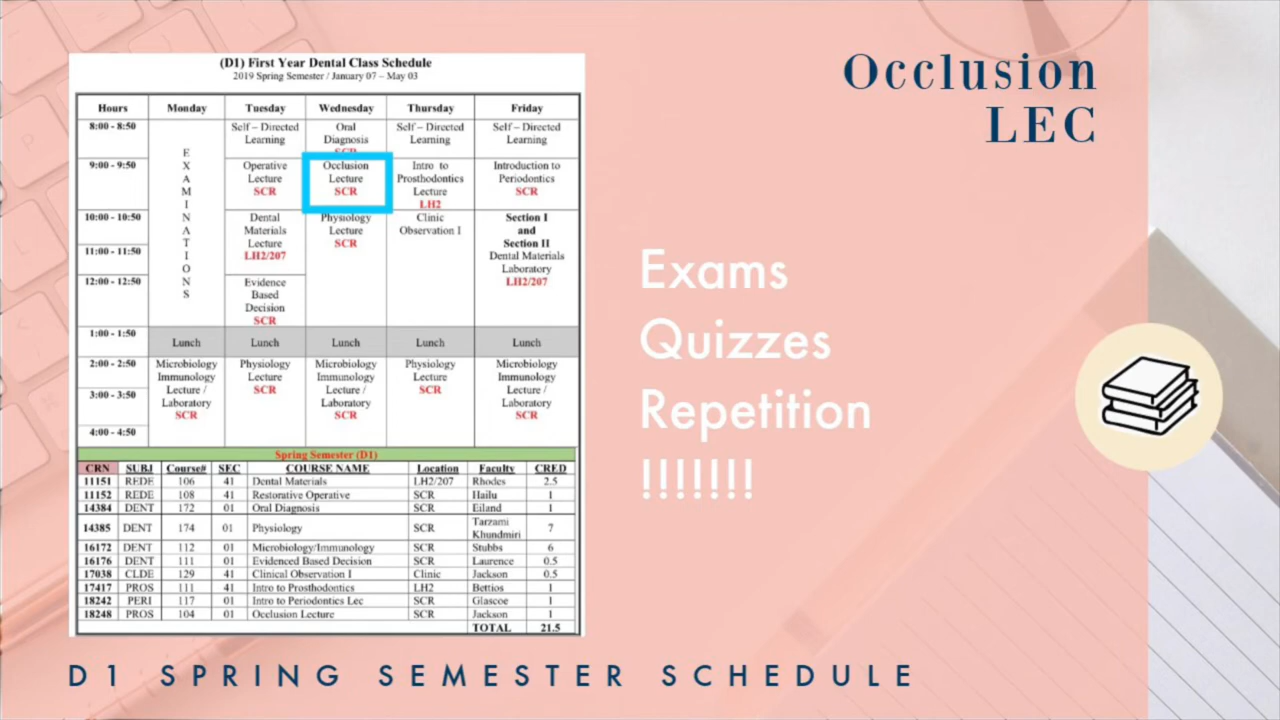 (D1) First Year Dental Class Schedule
2019 Spring Semester / January 07 – May 03
Hours Monday Tuesday Wednesday Thursday Friday
8:00 - 8:50
9:00 - 9:50
10:00 - 10:50
11:00 - 11:50
12:00 - 12:50
1:00 - 1:50
2:00 - 2:50
3:00 - 3:50
4:00 - 4:50
E
X
A
M
I
N
A
T
I
O
N
S
Lunch
Microbiology
Immunology
Lecture /
Laboratory
SCR
Self – Directed
Learning
Operative
Lecture
SCR
Dental
Materials
Lecture
LH2/207
Evidence
Based
Decision
SCR
Lunch
Physiology
Lecture
SCR
Oral
Diagnosis
SCR
Occlusion
Lecture
SCR
Physiology
Lecture
SCR
Lunch
Microbiology
Immunology
Lecture /
Laboratory
SCR
Self – Directed
Learning
Intro to
Prosthodontics
Lecture
LH2
Clinic
Observation I
Lunch
Physiology
Lecture
SCR
Self – Directed
Learning
Introduction to
Periodontics
SCR
Section I
and
Section II
Dental Materials
Laboratory
LH2/207
Lunch
Microbiology
Immunology
Lecture /
Laboratory
SCR
Spring Semester (D1)
CRN SUBJ Course# SEC COURSE NAME Location Faculty CRED
11151 REDE 106 41 Dental Materials LH2/207 Rhodes 2.5
11152 REDE 108 41 Restorative Operative SCR Hailu 1
14384 DENT 172 01 Oral Diagnosis SCR Eiland 1
14385 DENT 174 01 Physiology SCR Tarzami Khundmiri 7
16172 DENT 112 01 Microbiology/Immunology SCR Stubbs 6
16176 DENT 111 01 Evidenced Based Decision SCR Laurence 0.5
17038 CLDE 129 41 Clinical Observation I Clinic Jackson 0.5
17417 PROS 111 41 Intro to Prosthodontics LH2 Bettios 1
18242 PERI 117 01 Intro to Periodontics Lec SCR Glascoe 1
18248 PROS 104 01 Occlusion Lecture SCR Jackson 1
TOTAL 21.5
Occlusion
LEC
Exams
Quizzes
Repetition
!!!!!!!
D1 SPRING SEMESTER SCHEDULE